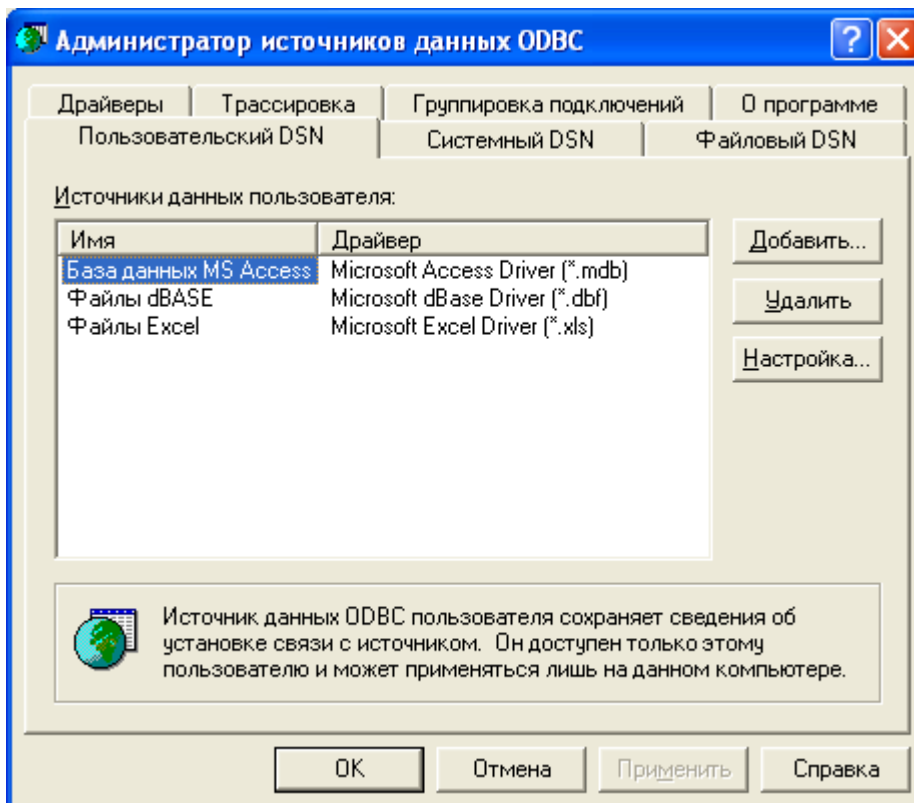 Администратор источников данных ODBC
Драйверы Трассировка Группировка подключений О программе
Пользовательский DSN Системный DSN Файловый DSN
Источники данных пользователя:
Имя Драйвер
База данных MS Access Microsoft Access Driver (*.mdb)
Файлы dBASE Microsoft dBase Driver (*.dbf)
Файлы Excel Microsoft Excel Driver (*.xls)
Добавить...
Удалить
Настройка...
Источник данных ODBC пользователя сохраняет сведения об
установке связи с источником. Он доступен только этому
пользователю и может применяться лишь на данном компьютере.
OK Отмена Применить Справка